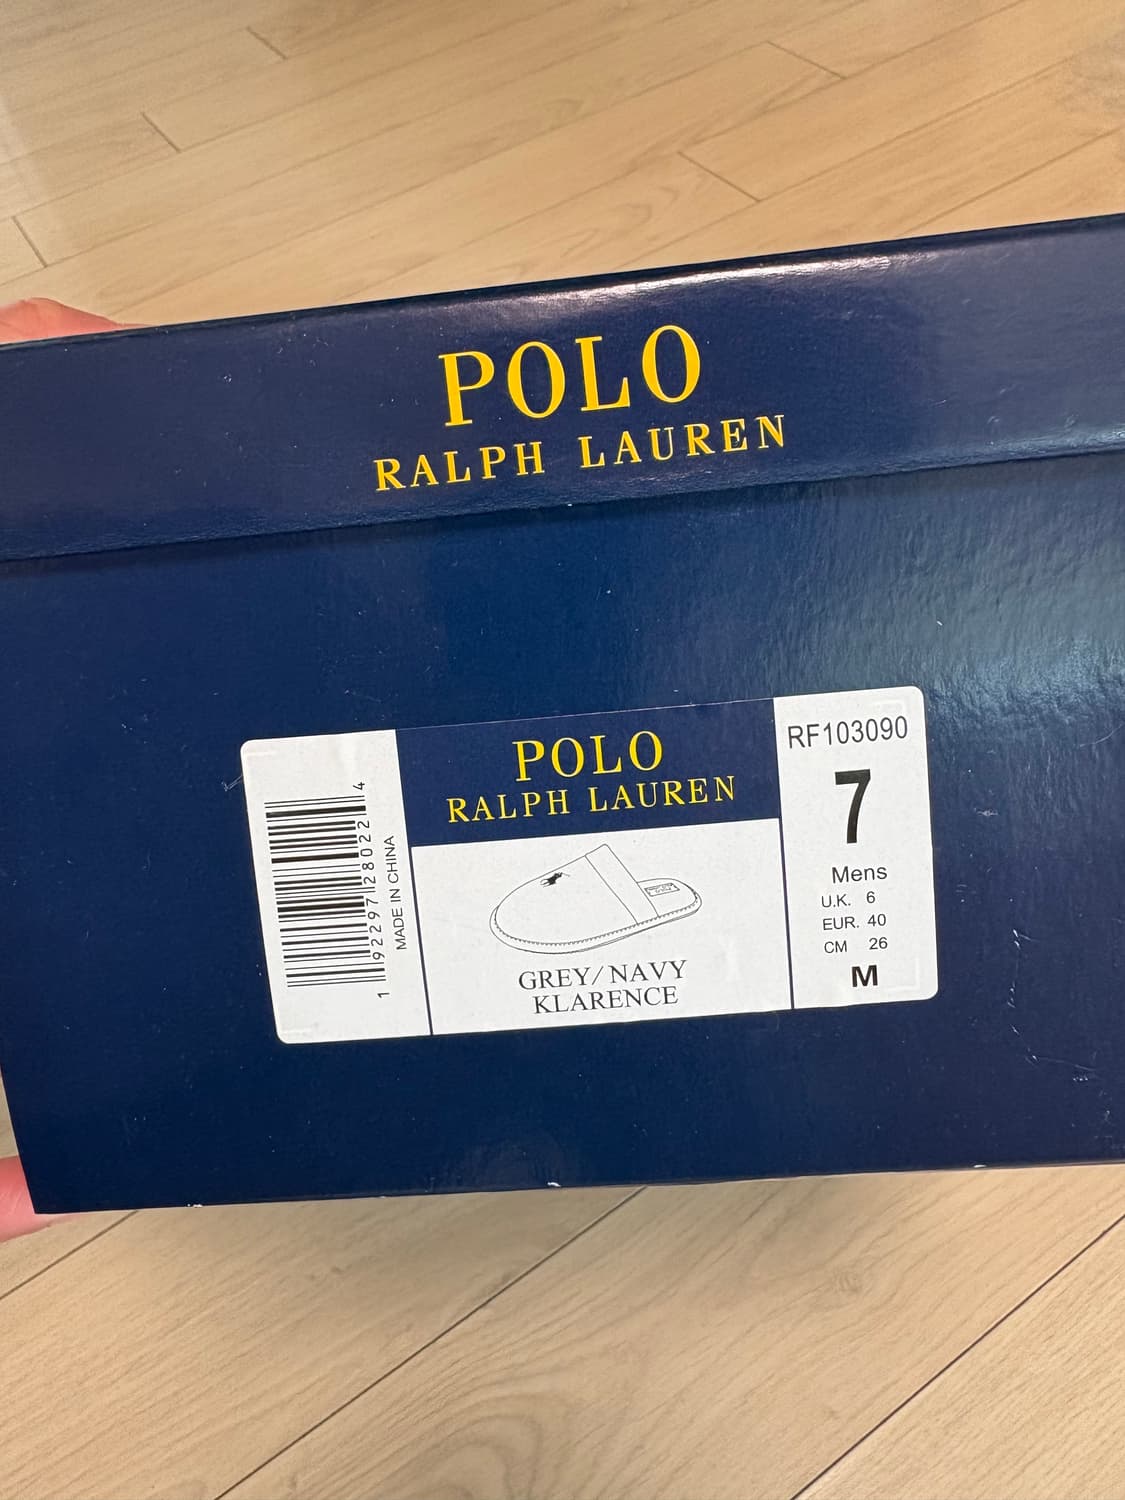 POLO
RALPH LAUREN
1 92297 28022 4
MADE IN CHINA
POLO
RALPH LAUREN
GREY/NAVY
KLARENCE
RF103090
7
Mens
U.K. 6
EUR. 40
CM 26
M